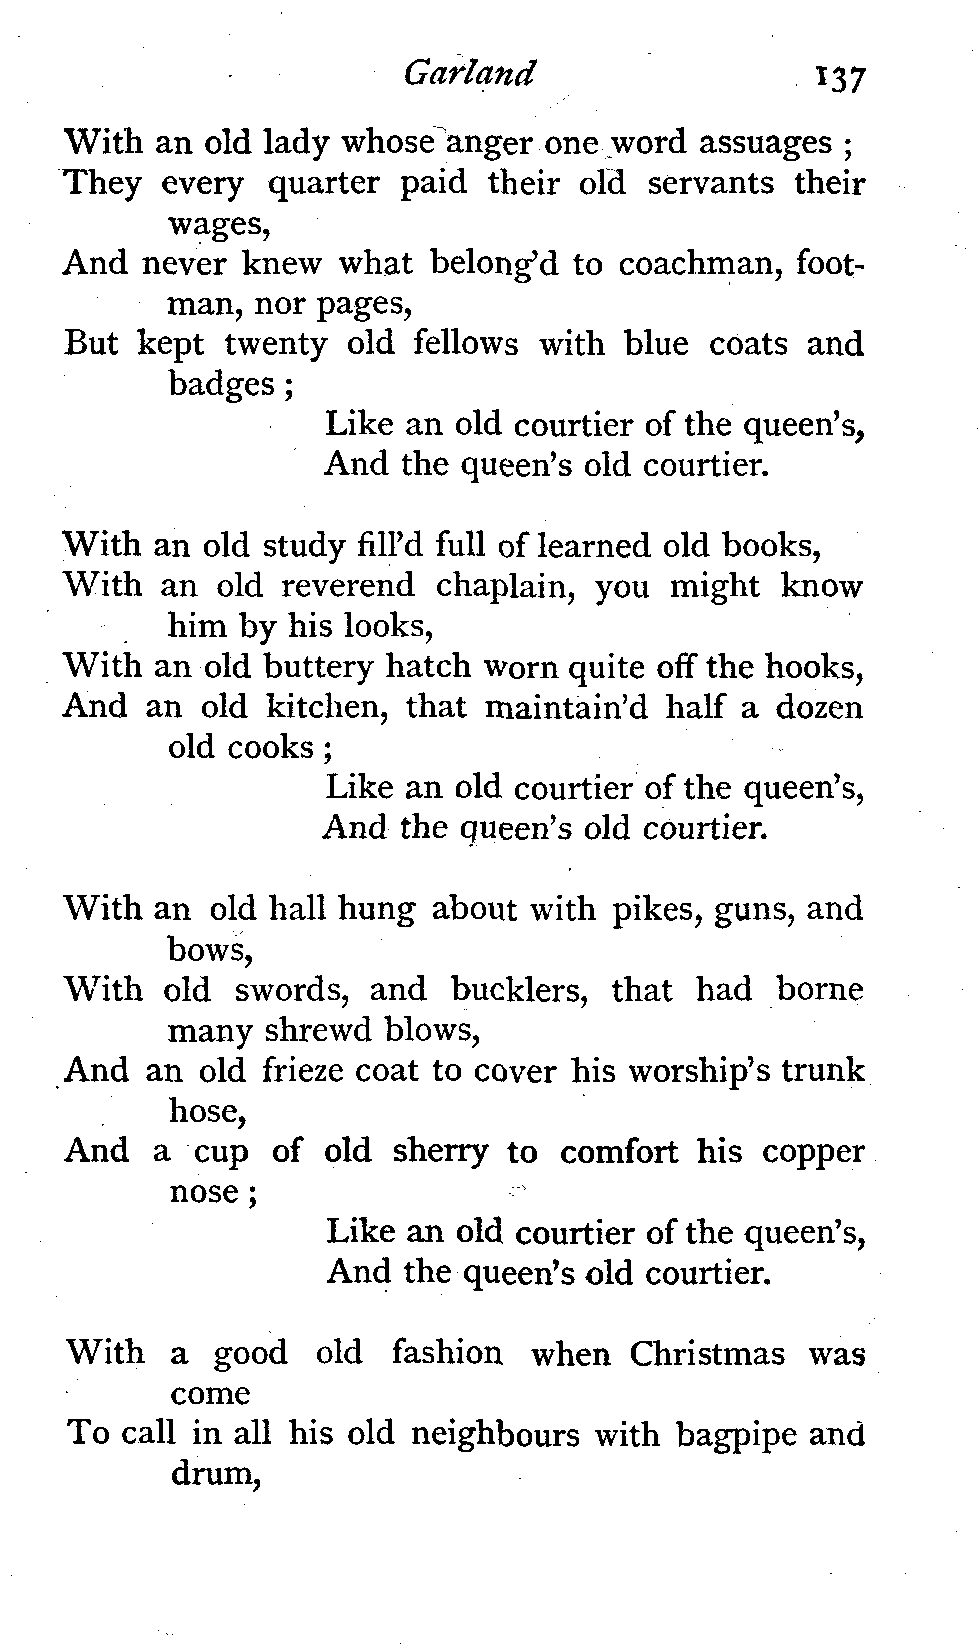 Garland 137
With an old lady whose anger one word assuages ;
They every quarter paid their old servants their
wages,
And never knew what belong'd to coachman, foot-
man, nor pages,
But kept twenty old fellows with blue coats and
badges ;
Like an old courtier of the queen's,
And the queen's old courtier.
With an old study fill'd full of learned old books,
With an old reverend chaplain, you might know
him by his looks,
With an old buttery hatch worn quite off the hooks,
And an old kitchen, that maintain'd half a dozen
old cooks ;
Like an old courtier of the queen's,
And the queen's old courtier.
With an old hall hung about with pikes, guns, and
bows,
With old swords, and bucklers, that had borne
many shrewd blows,
And an old frieze coat to cover his worship's trunk
hose,
And a cup of old sherry to comfort his copper
nose ;
Like an old courtier of the queen's,
And the queen's old courtier.
With a good old fashion when Christmas was
come
To call in all his old neighbours with bagpipe and
drum,